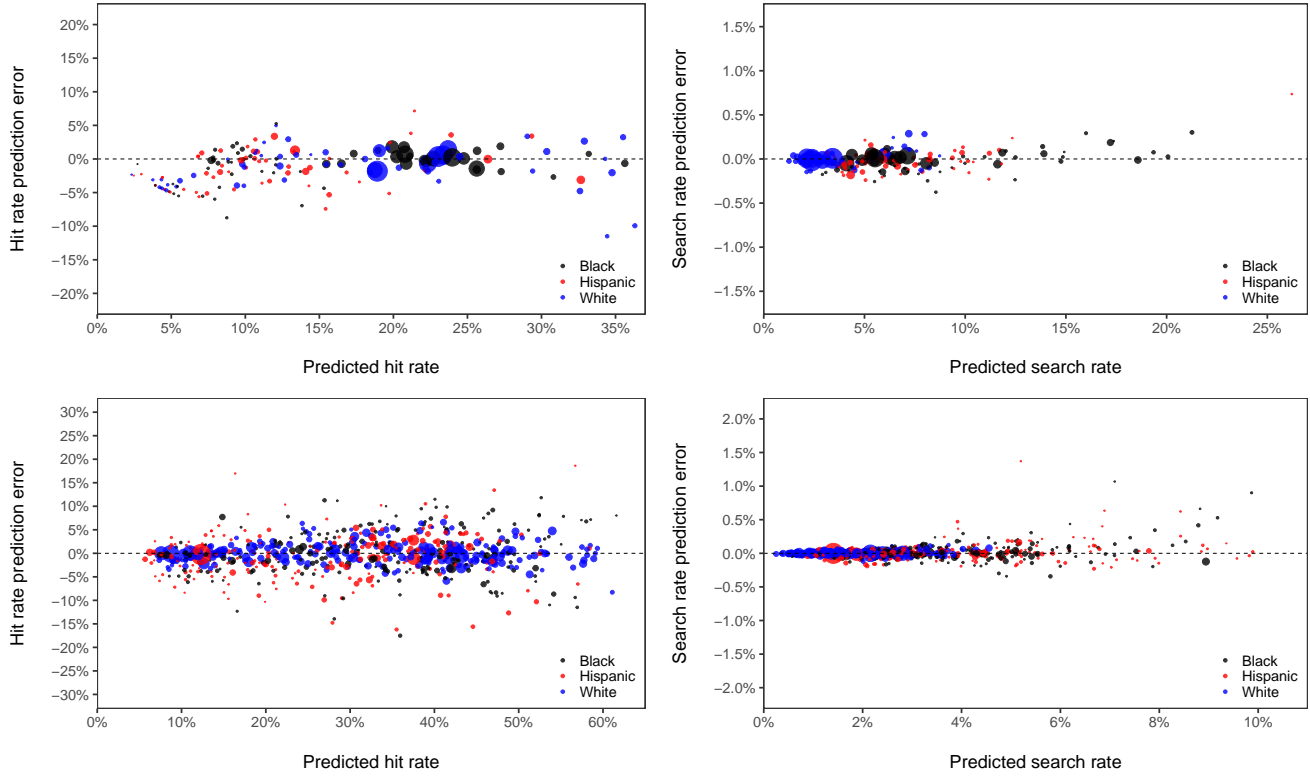 Hit rate prediction error
20%
15%
10%
5%
0%
−5%
−10%
−15%
−20%
Black
Hispanic
White
0% 5% 10% 15% 20% 25% 30% 35%
Predicted hit rate
Search rate prediction error
1.5%
1.0%
0.5%
0.0%
−0.5%
−1.0%
−1.5%
Black
Hispanic
White
0% 5% 10% 15% 20% 25%
Predicted search rate
Hit rate prediction error
30%
25%
20%
15%
10%
5%
0%
−5%
−10%
−15%
−20%
−25%
−30%
Black
Hispanic
White
0% 10% 20% 30% 40% 50% 60%
Predicted hit rate
Search rate prediction error
2.0%
1.5%
1.0%
0.5%
0.0%
−0.5%
−1.0%
−1.5%
−2.0%
Black
Hispanic
White
0% 2% 4% 6% 8% 10%
Predicted search rate